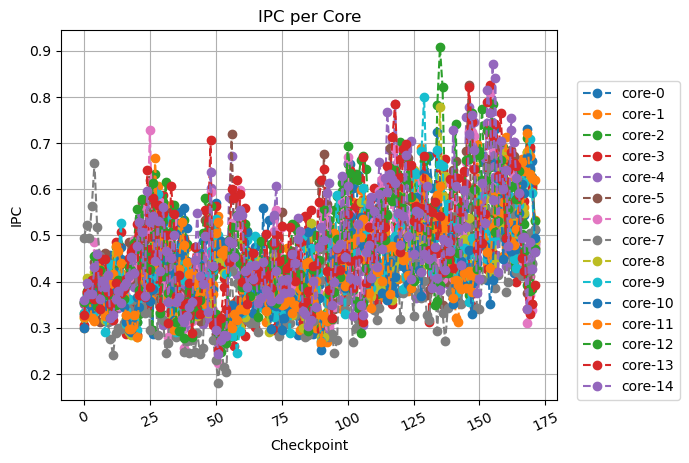 IPC per Core
IPC
0.9
0.8
0.7
0.6
0.5
0.4
0.3
0.2
0
25
50
75
100
125
150
175
Checkpoint
core-0
core-1
core-2
core-3
core-4
core-5
core-6
core-7
core-8
core-9
core-10
core-11
core-12
core-13
core-14